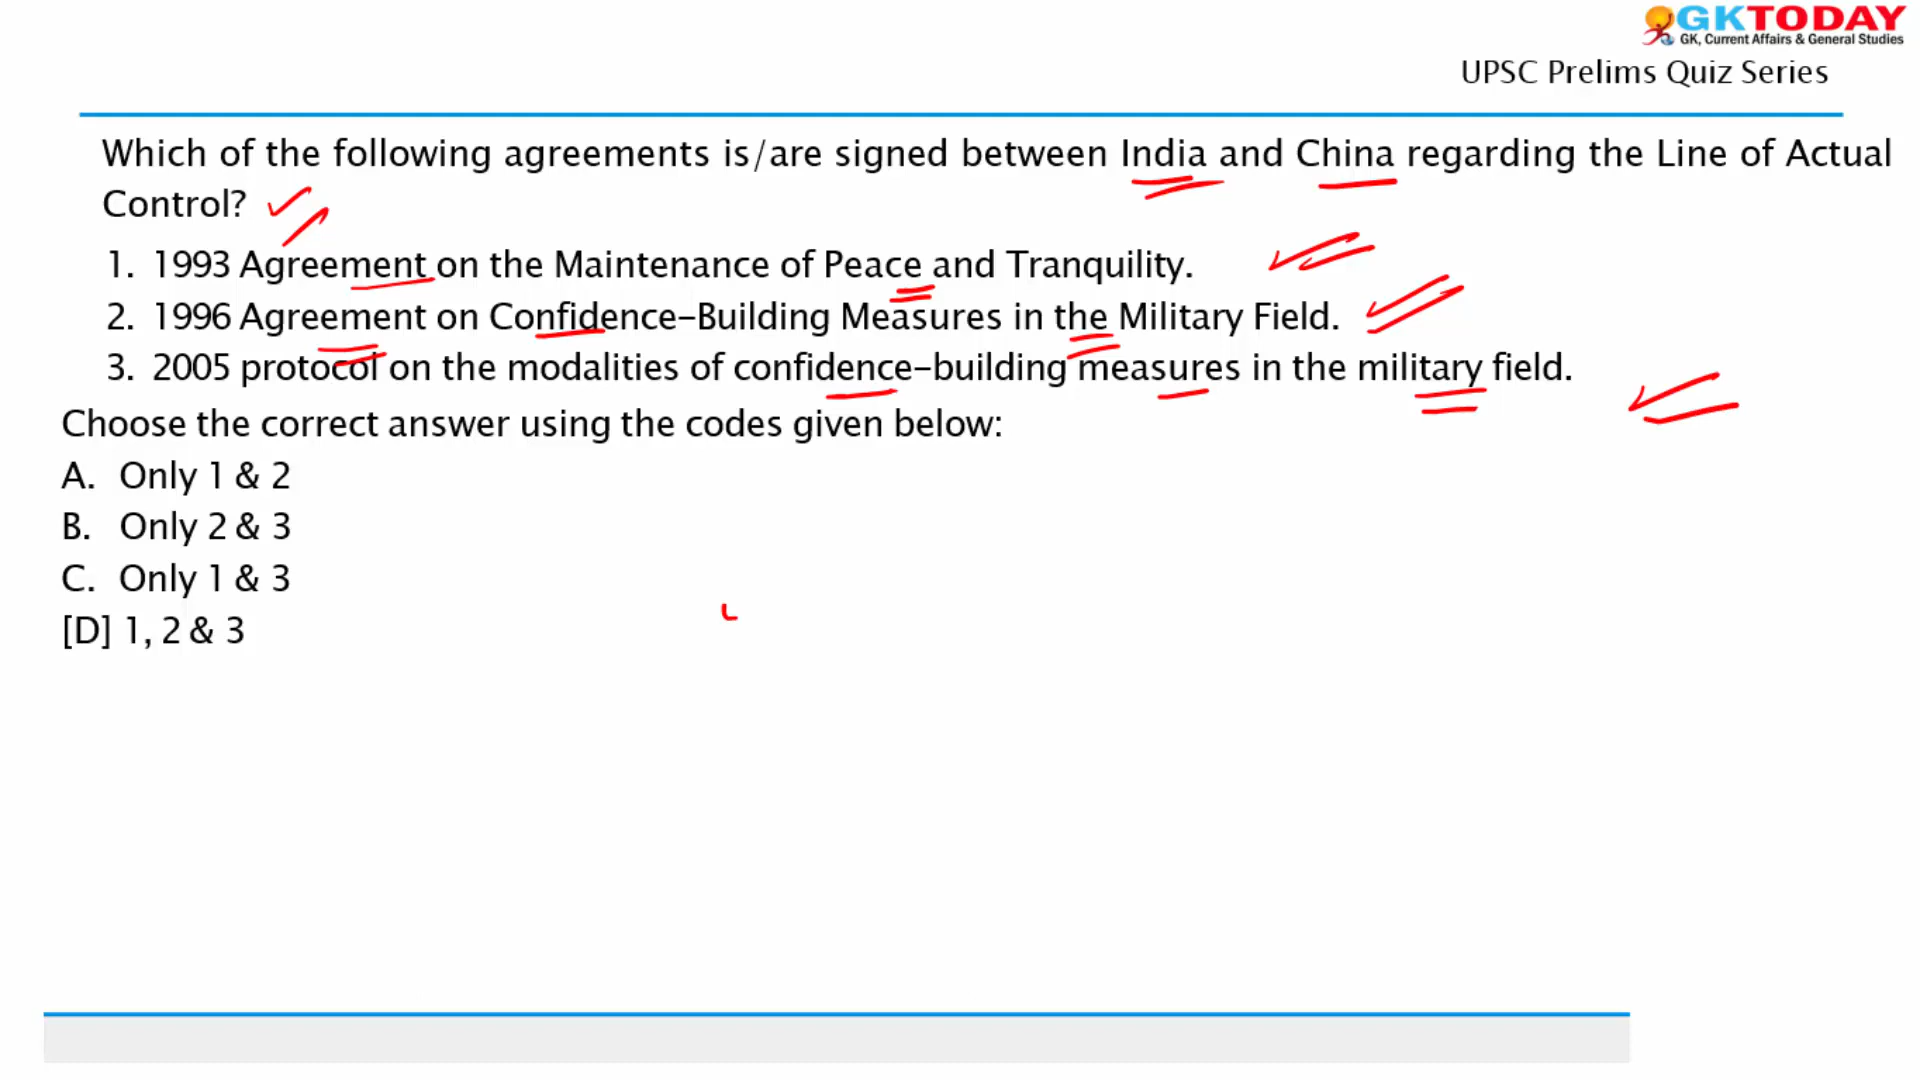 GKTODAY
GK, Current Affairs & General Studies
UPSC Prelims Quiz Series
Which of the following agreements is/are signed between India and China regarding the Line of Actual
Control?
1. 1993 Agreement on the Maintenance of Peace and Tranquility.
2. 1996 Agreement on Confidence-Building Measures in the Military Field.
3. 2005 protocol on the modalities of confidence-building measures in the military field.
Choose the correct answer using the codes given below:
A. Only 1 & 2
B. Only 2 & 3
C. Only 1 & 3
[D] 1, 2 & 3